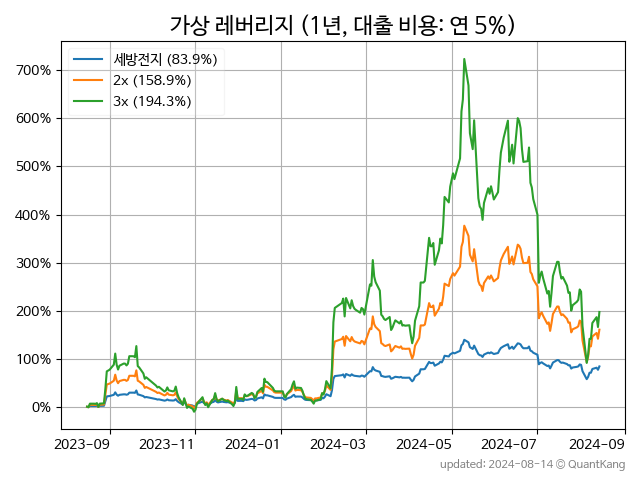 가상 레버리지 (1년, 대출 비용: 연 5%)
세방전지 (83.9%)
2x (158.9%)
3x (194.3%)
700%
600%
500%
400%
300%
200%
100%
0%
2023-09 2023-11 2024-01 2024-03 2024-05 2024-07 2024-09
updated: 2024-08-14 @ QuantKang